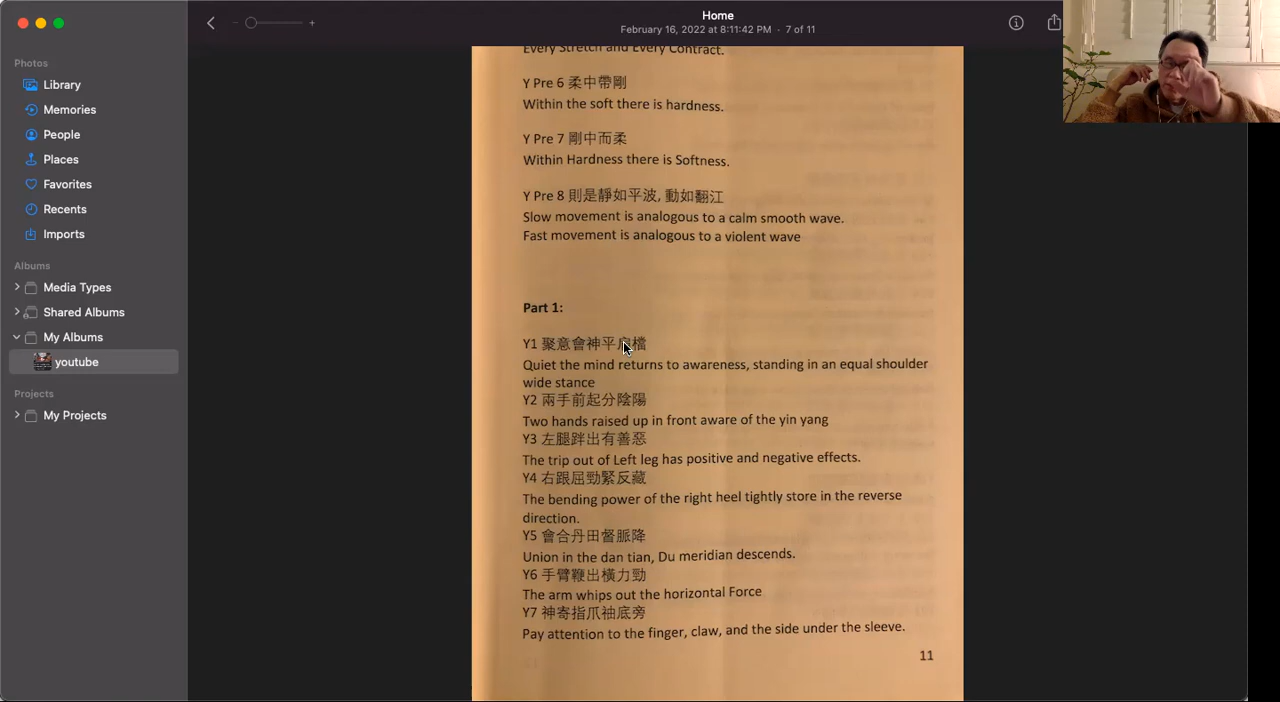 Home
February 16, 2022 at 8:11:42 PM - 7 of 11
Photos
Library
Memories
People
Places
Favorites
Recents
Imports
Albums
Media Types
Shared Albums
My Albums
youtube
Projects
My Projects
Every Stretch and Every Contract.
Y Pre 6 柔中帶剛
Within the soft there is hardness.
Y Pre 7 剛中而柔
Within Hardness there is Softness.
Y Pre 8 則是靜如平波, 動如翻江
Slow movement is analogous to a calm smooth wave.
Fast movement is analogous to a violent wave
Part 1:
Y1 聚意會神平肩檔
Quiet the mind returns to awareness, standing in an equal shoulder
wide stance
Y2 兩手前起分陰陽
Two hands raised up in front aware of the yin yang
Y3 左腿跘出有善惡
The trip out of Left leg has positive and negative effects.
Y4 右跟屈勁緊反藏
The bending power of the right heel tightly store in the reverse
direction.
Y5 會合丹田督脈降
Union in the dan tian, Du meridian descends.
Y6 手臂鞭出橫力勁
The arm whips out the horizontal Force
Y7 神寄指爪袖底旁
Pay attention to the finger, claw, and the side under the sleeve.
11